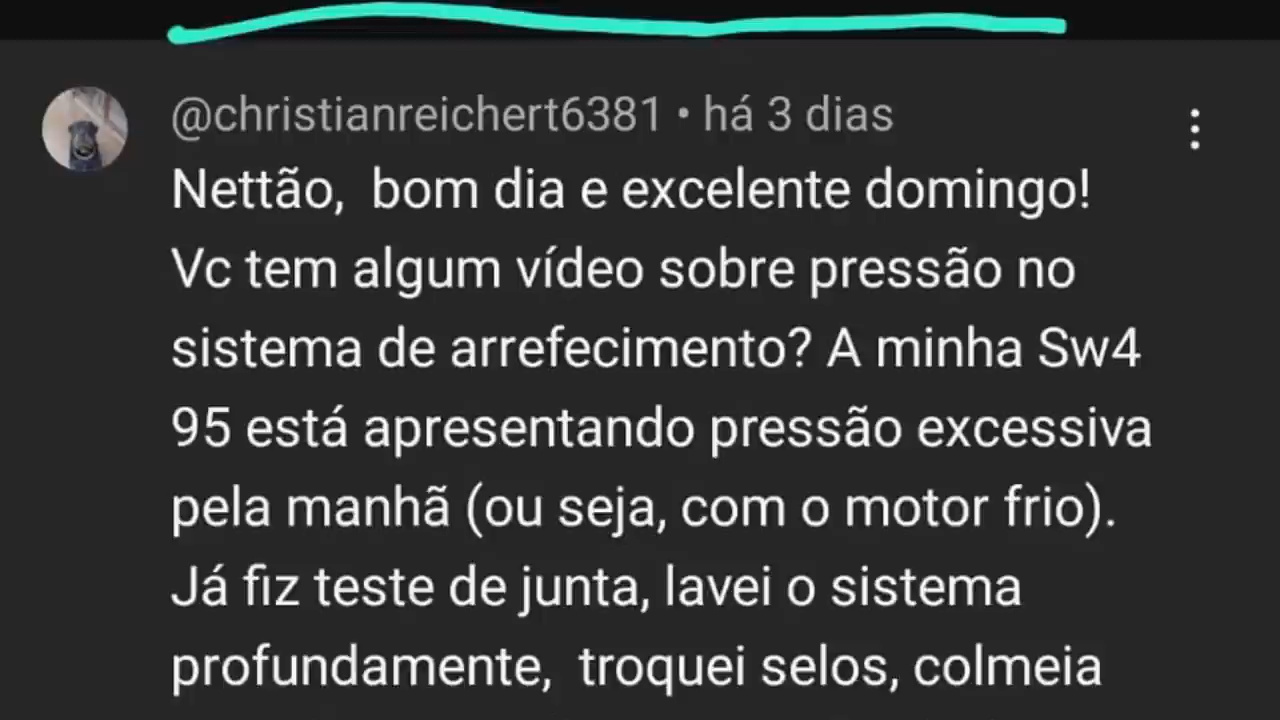 @christianreichert6381 • há 3 dias
Nettão,  bom dia e excelente domingo!
Vc tem algum vídeo sobre pressão no
sistema de arrefecimento? A minha Sw4
95 está apresentando pressão excessiva
pela manhã (ou seja, com o motor frio).
Já fiz teste de junta, lavei o sistema
profundamente,  troquei selos, colmeia